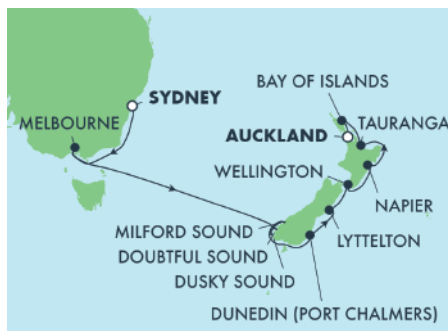 BAY OF ISLANDS
SYDNEY
MELBOURNE
TAURANGA
AUCKLAND
WELLINGTON
NAPIER
MILFORD SOUND
LYTTELTON
DOUBTFUL SOUND
DUSKY SOUND
DUNEDIN (PORT CHALMERS)